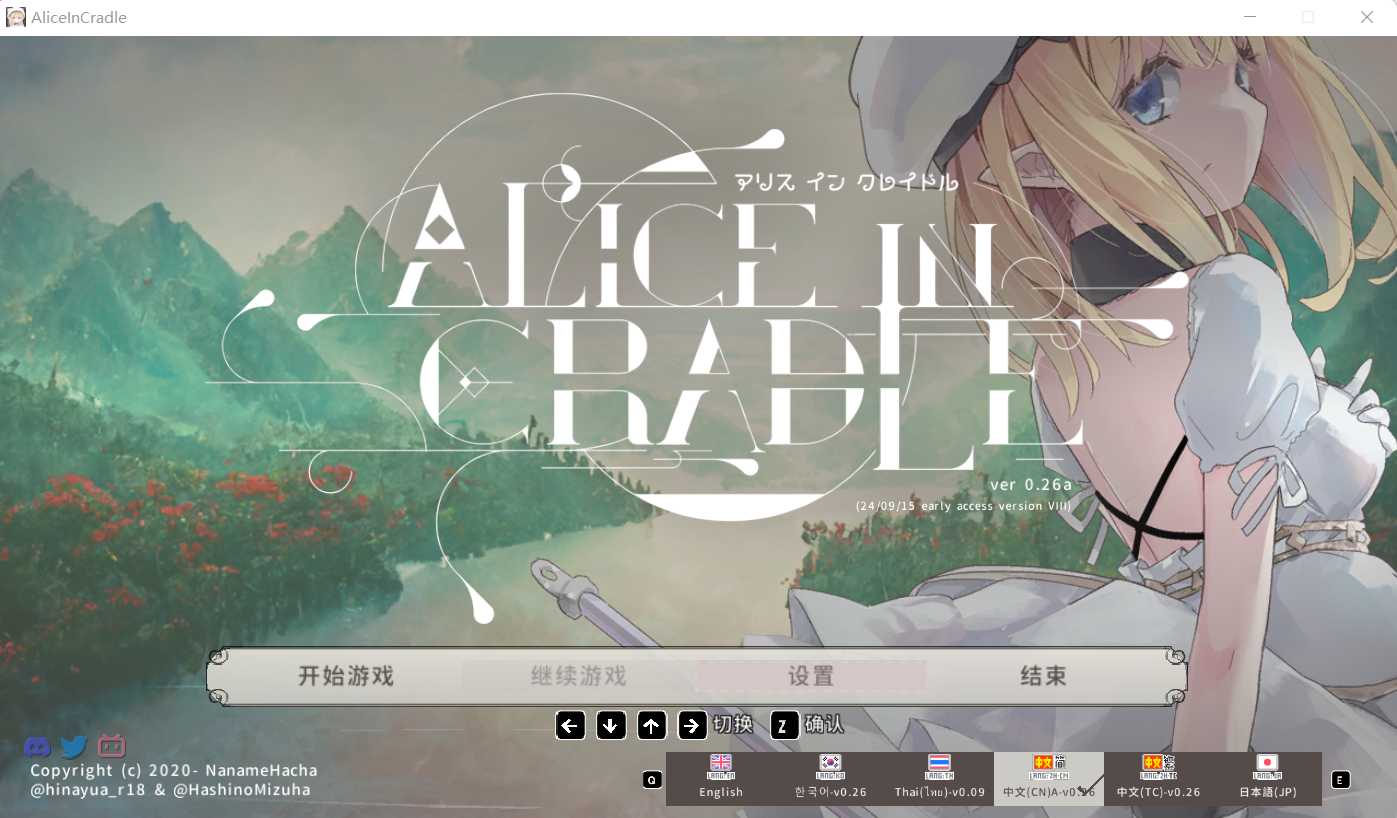 AliceInCradle
アリス イン クレイドル
ALICE IN
CRADLE
ver 0.26a
(24/09/15 early access version VIII)
开始游戏 继续游戏 设置 结束
切换 Z 确认
Copyright (c) 2020- NanameHacha
@hinayua_r18 & @HashinoMizuha
Q E
LANG:EN LANG:KO LANG:TH LANG:ZH-CN LANG:ZH-TC LANG:JA
English 한국어-v0.26 Thai(ไทย)-v0.09 中文(CN)A-v0.26 中文(TC)-v0.26 日本語(JP)